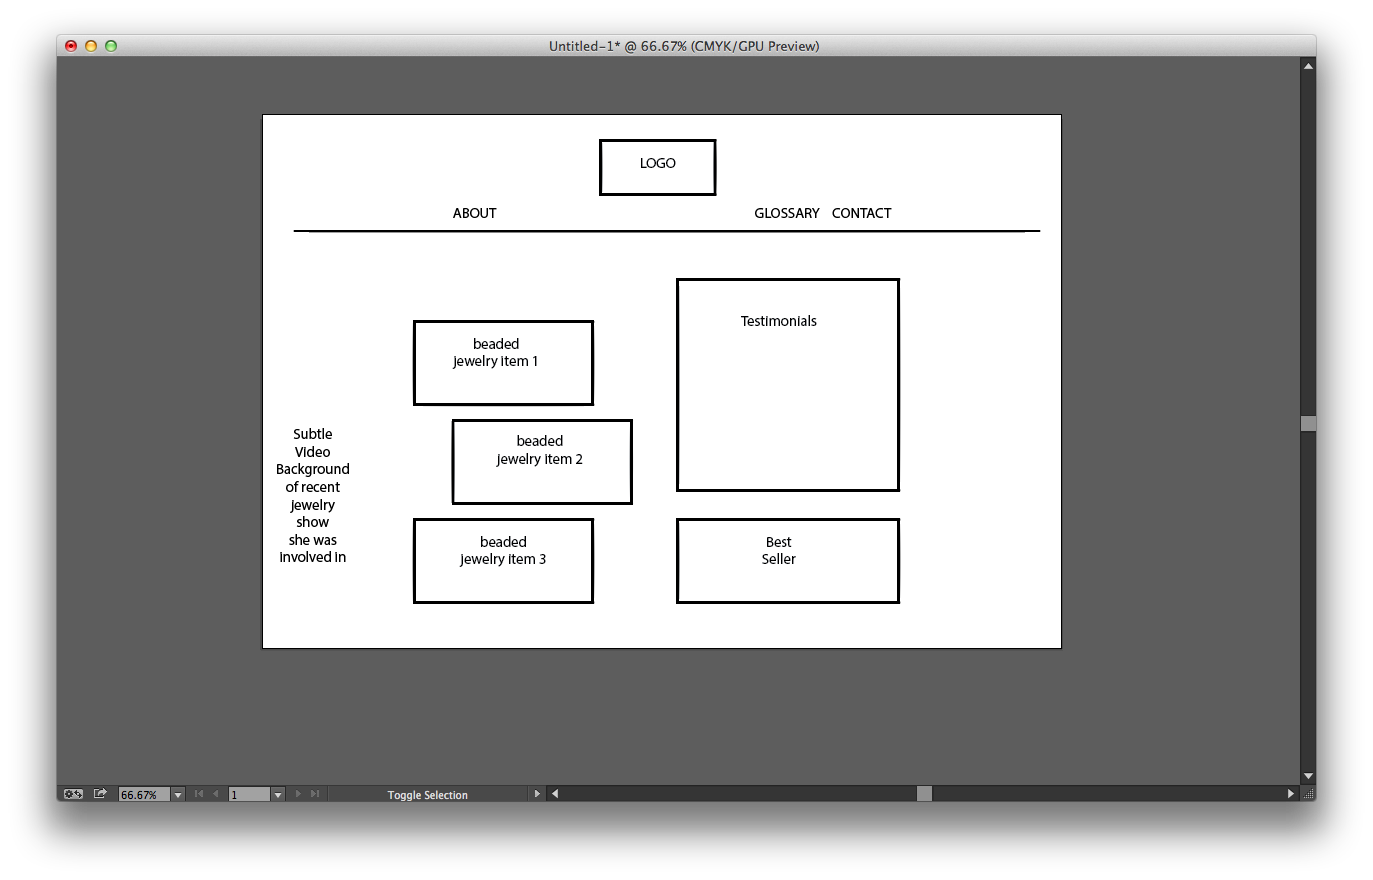 Untitled-1* @ 66.67% (CMYK/GPU Preview)
LOGO
ABOUT
GLOSSARY
CONTACT
beaded
jewelry item 1
beaded
jewelry item 2
beaded
jewelry item 3
Testimonials
Best
Seller
Subtle
Video
Background
of recent
jewelry
show
she was
involved in
66.67%
1
Toggle Selection